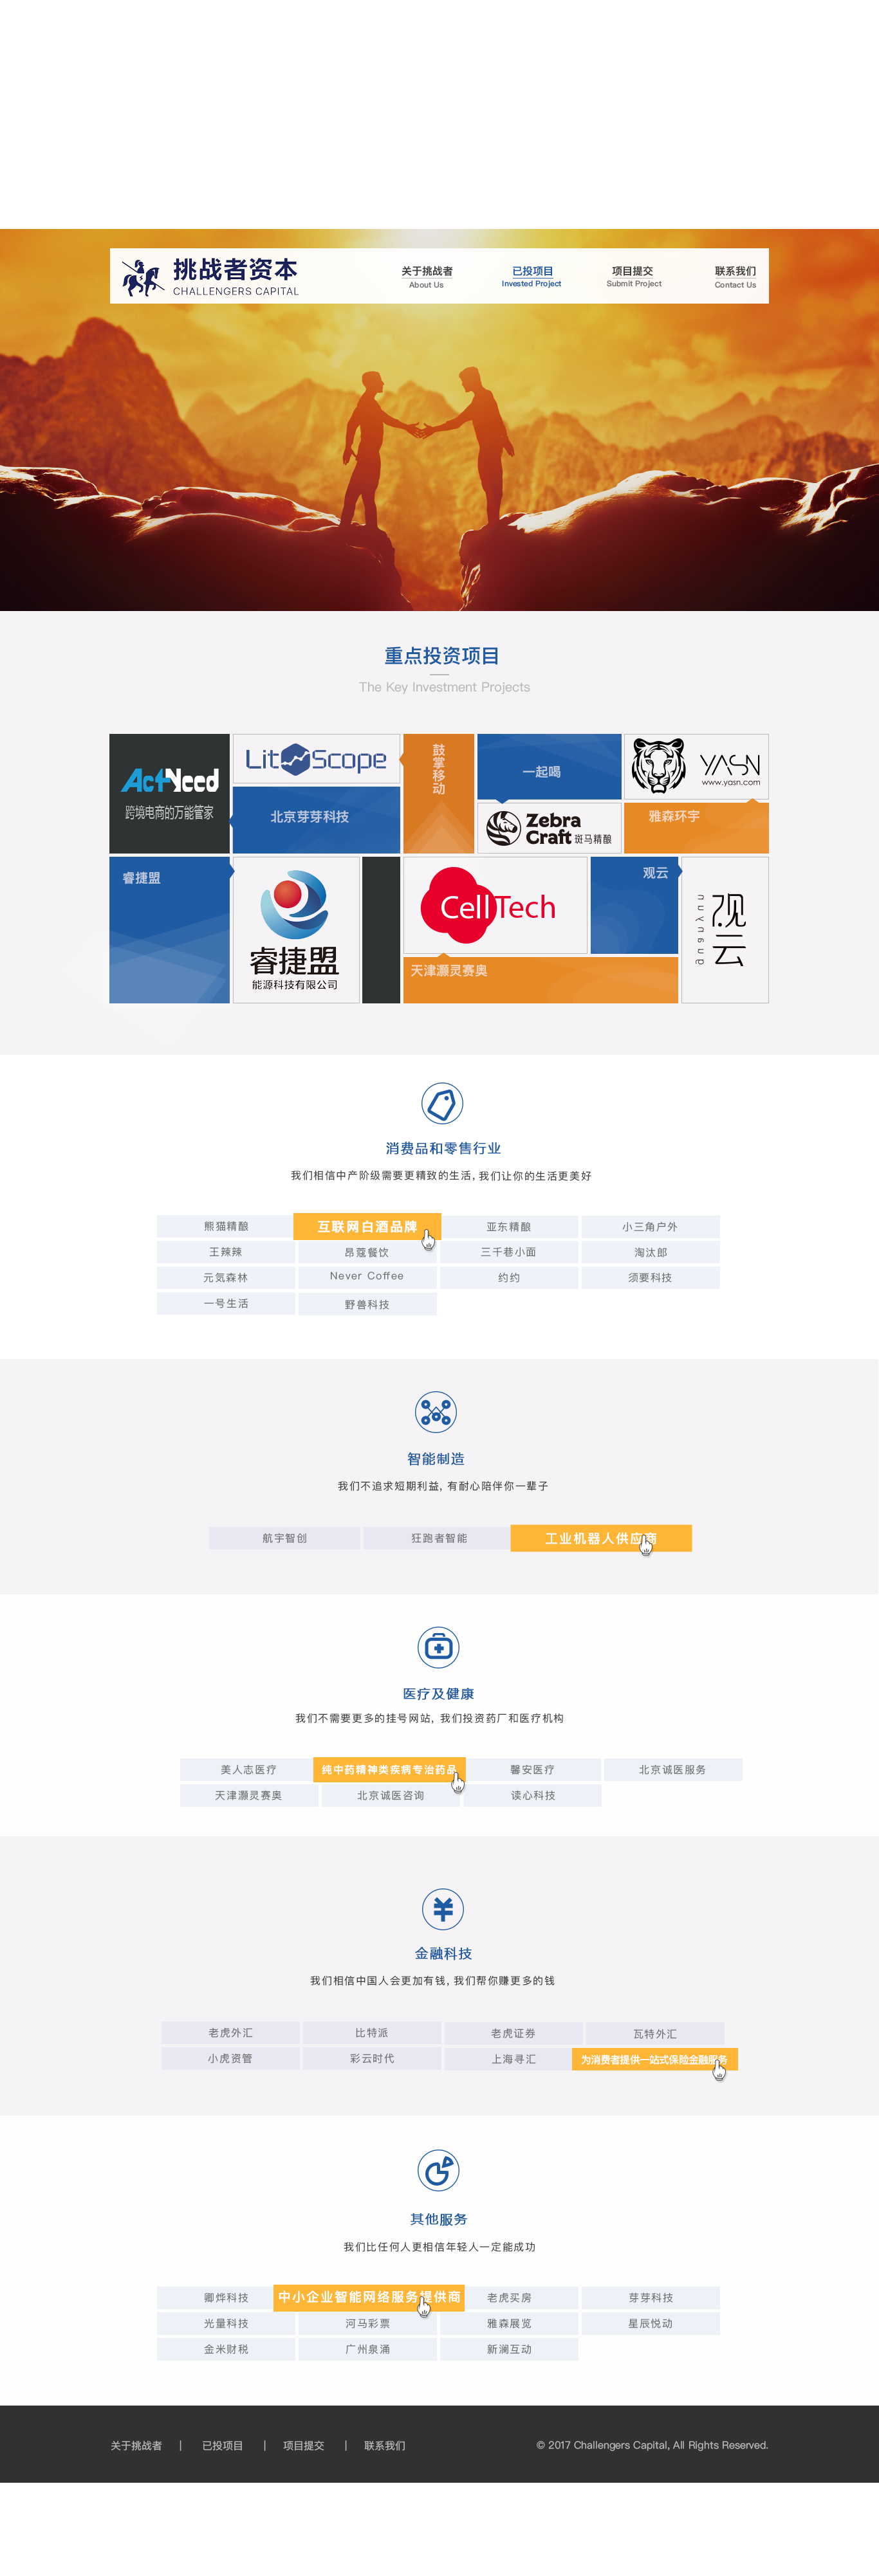 挑战者资本
CHALLENGERS CAPITAL
关于挑战者
About Us
已投项目
Invested Project
项目提交
Submit Project
联系我们
Contact Us
重点投资项目
The Key Investment Projects
ActNeed
跨境电商的万能管家
LitoScope
北京芽芽科技
鼓掌移动
一起喝
Zebra
Craft 斑马精酿
YASN
www.yasn.com
雅森环宇
睿捷盟
睿捷盟
能源科技有限公司
CellTech
天津灏灵赛奥
观云
观云
消费品和零售行业
我们相信中产阶级需要更精致的生活, 我们让你的生活更美好
熊猫精酿 互联网白酒品牌 亚东精酿 小三角户外
王辣辣 昂蔻餐饮 三千巷小面 淘汰郎
元気森林 Never Coffee 约约 须要科技
一号生活 野兽科技
智能制造
我们不追求短期利益, 有耐心陪伴你一辈子
航宇智创 狂跑者智能 工业机器人供应商
医疗及健康
我们不需要更多的挂号网站, 我们投资药厂和医疗机构
美人志医疗 纯中药精神类疾病专治药品 馨安医疗 北京诚医服务
天津灏灵赛奥 北京诚医咨询 读心科技
金融科技
我们相信中国人会更加有钱, 我们帮你赚更多的钱
老虎外汇 比特派 老虎证券 瓦特外汇
小虎资管 彩云时代 上海寻汇 为消费者提供一站式保险金融服务
其他服务
我们比任何人更相信年轻人一定能成功
卿烨科技 中小企业智能网络服务提供商 老虎买房 芽芽科技
光量科技 河马彩票 雅森展览 星辰悦动
金米财税 广州泉涌 新澜互动
关于挑战者 | 已投项目 | 项目提交 | 联系我们
© 2017 Challengers Capital, All Rights Reserved.